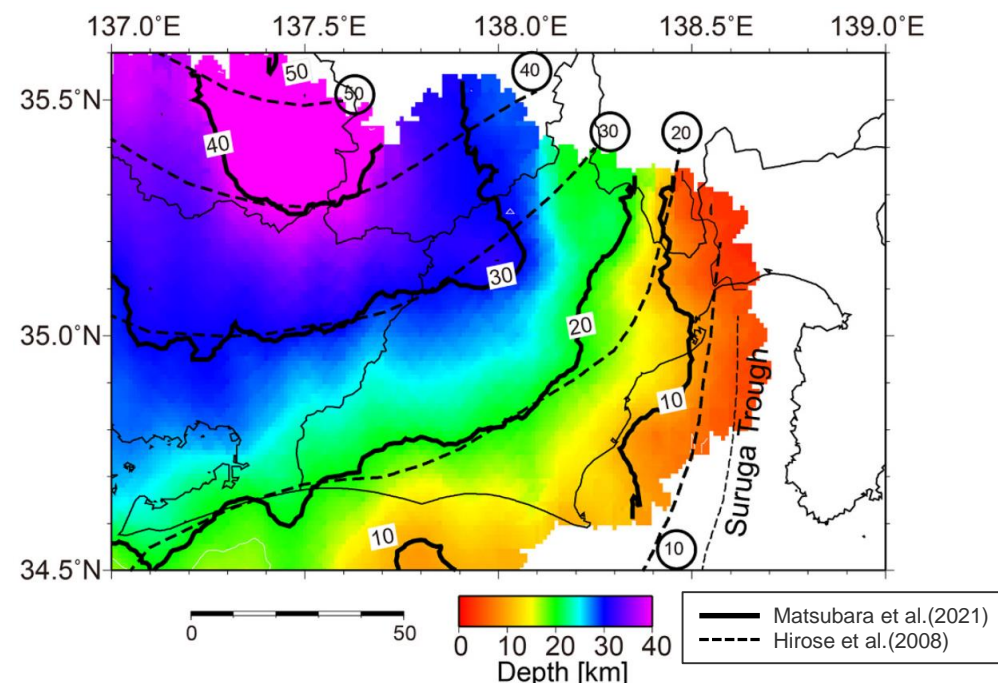 137.0°E 137.5 138.0 138.5 139.0
50
40
50
35.5°N
30
20
40
30
35.0°N
20
10
Suruga Trough
10
10
34.5°N
0 50
0 10 20 30 40
Depth [km]
Matsubara et al.(2021)
Hirose et al.(2008)